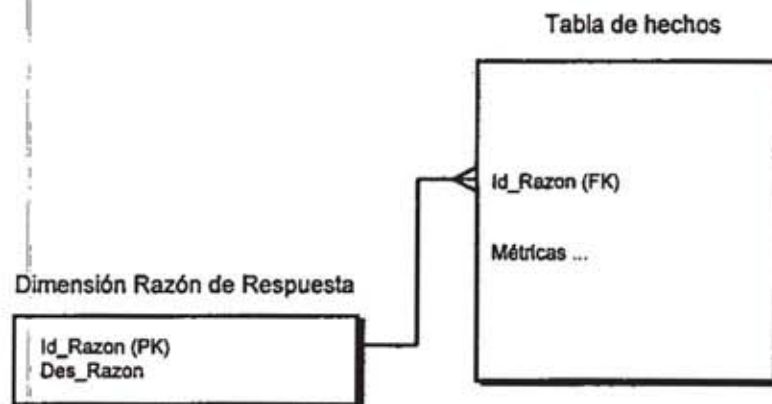 Tabla de hechos
Id_Razon (FK)
Métricas ...
Dimensión Razón de Respuesta
Id_Razon (PK)
Des_Razon